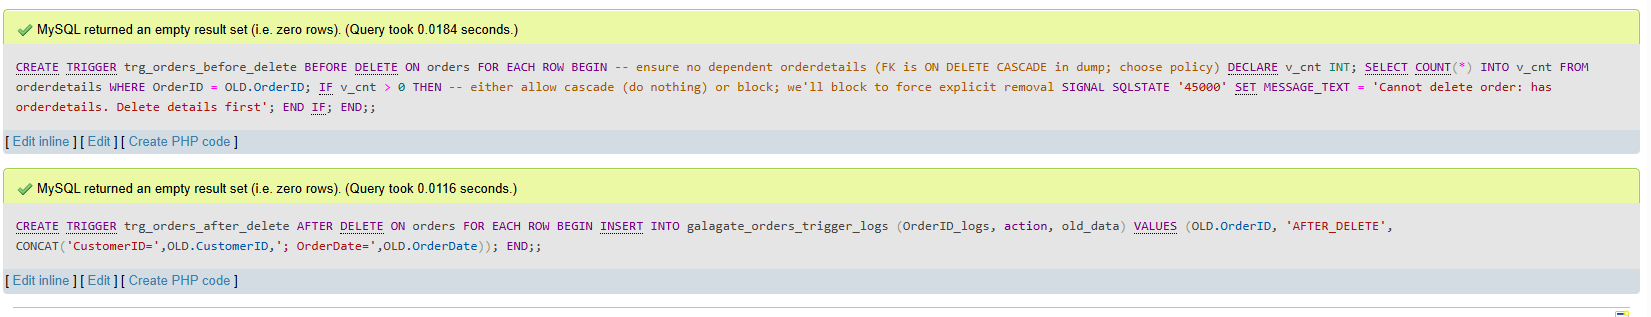 MySQL returned an empty result set (i.e. zero rows). (Query took 0.0184 seconds.)
CREATE TRIGGER trg_orders_before_delete BEFORE DELETE ON orders FOR EACH ROW BEGIN -- ensure no dependent orderdetails (FK is ON DELETE CASCADE in dump; choose policy) DECLARE v_cnt INT; SELECT COUNT(*) INTO v_cnt FROM
orderdetails WHERE OrderID = OLD.OrderID; IF v_cnt > 0 THEN -- either allow cascade (do nothing) or block; we'll block to force explicit removal SIGNAL SQLSTATE '45000' SET MESSAGE_TEXT = 'Cannot delete order: has
orderdetails. Delete details first'; END IF; END;;
[ Edit inline ] [ Edit ] [ Create PHP code ]
MySQL returned an empty result set (i.e. zero rows). (Query took 0.0116 seconds.)
CREATE TRIGGER trg_orders_after_delete AFTER DELETE ON orders FOR EACH ROW BEGIN INSERT INTO galagate_orders_trigger_logs (OrderID_logs, action, old_data) VALUES (OLD.OrderID, 'AFTER_DELETE',
CONCAT('CustomerID=',OLD.CustomerID,'; OrderDate=',OLD.OrderDate)); END;;
[ Edit inline ] [ Edit ] [ Create PHP code ]